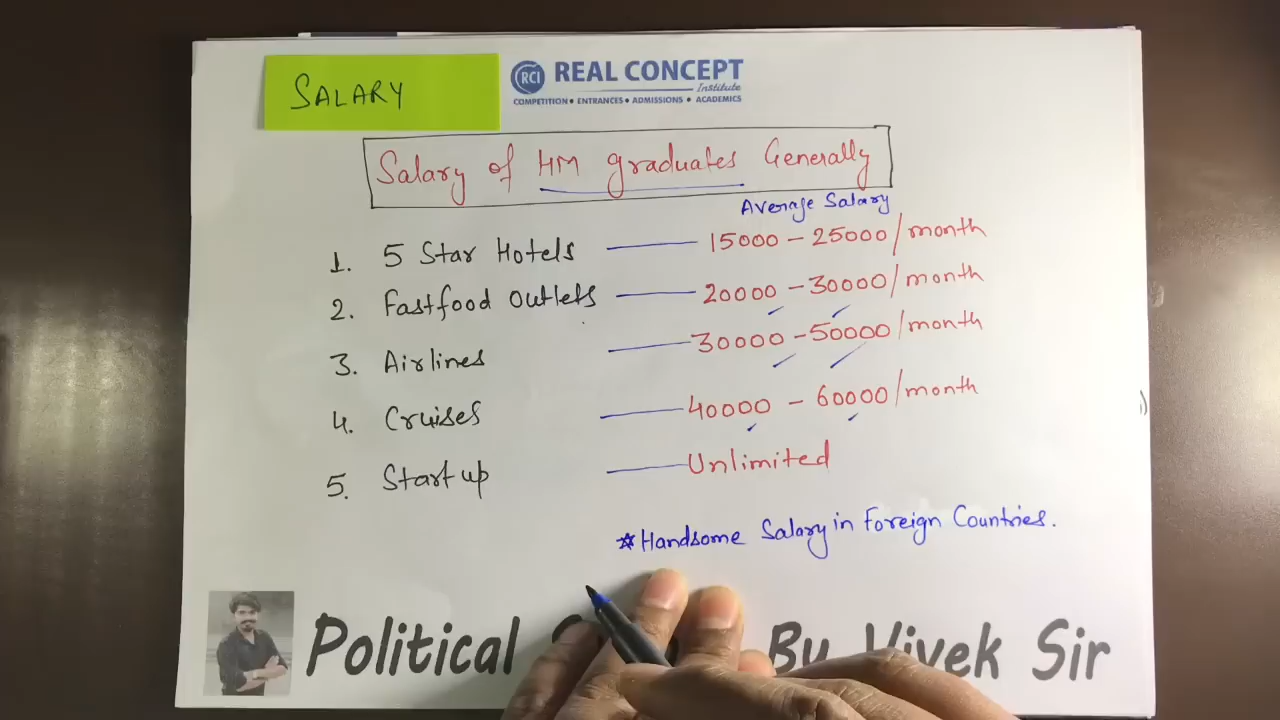 SALARY
RCI REAL CONCEPT
Institute
COMPETITION • ENTRANCES • ADMISSIONS • ACADEMICS
Salary of HM graduates Generally
Average Salary
1. 5 Star Hotels — 15000 - 25000/month
2. Fastfood outlets — 20000 - 30000/month
3. Airlines — 30000 - 50000/month
4. Cruises — 40000 - 60000/month
5. Startup — Unlimited
*Handsome Salary in Foreign Countries.
Political By Vivek Sir